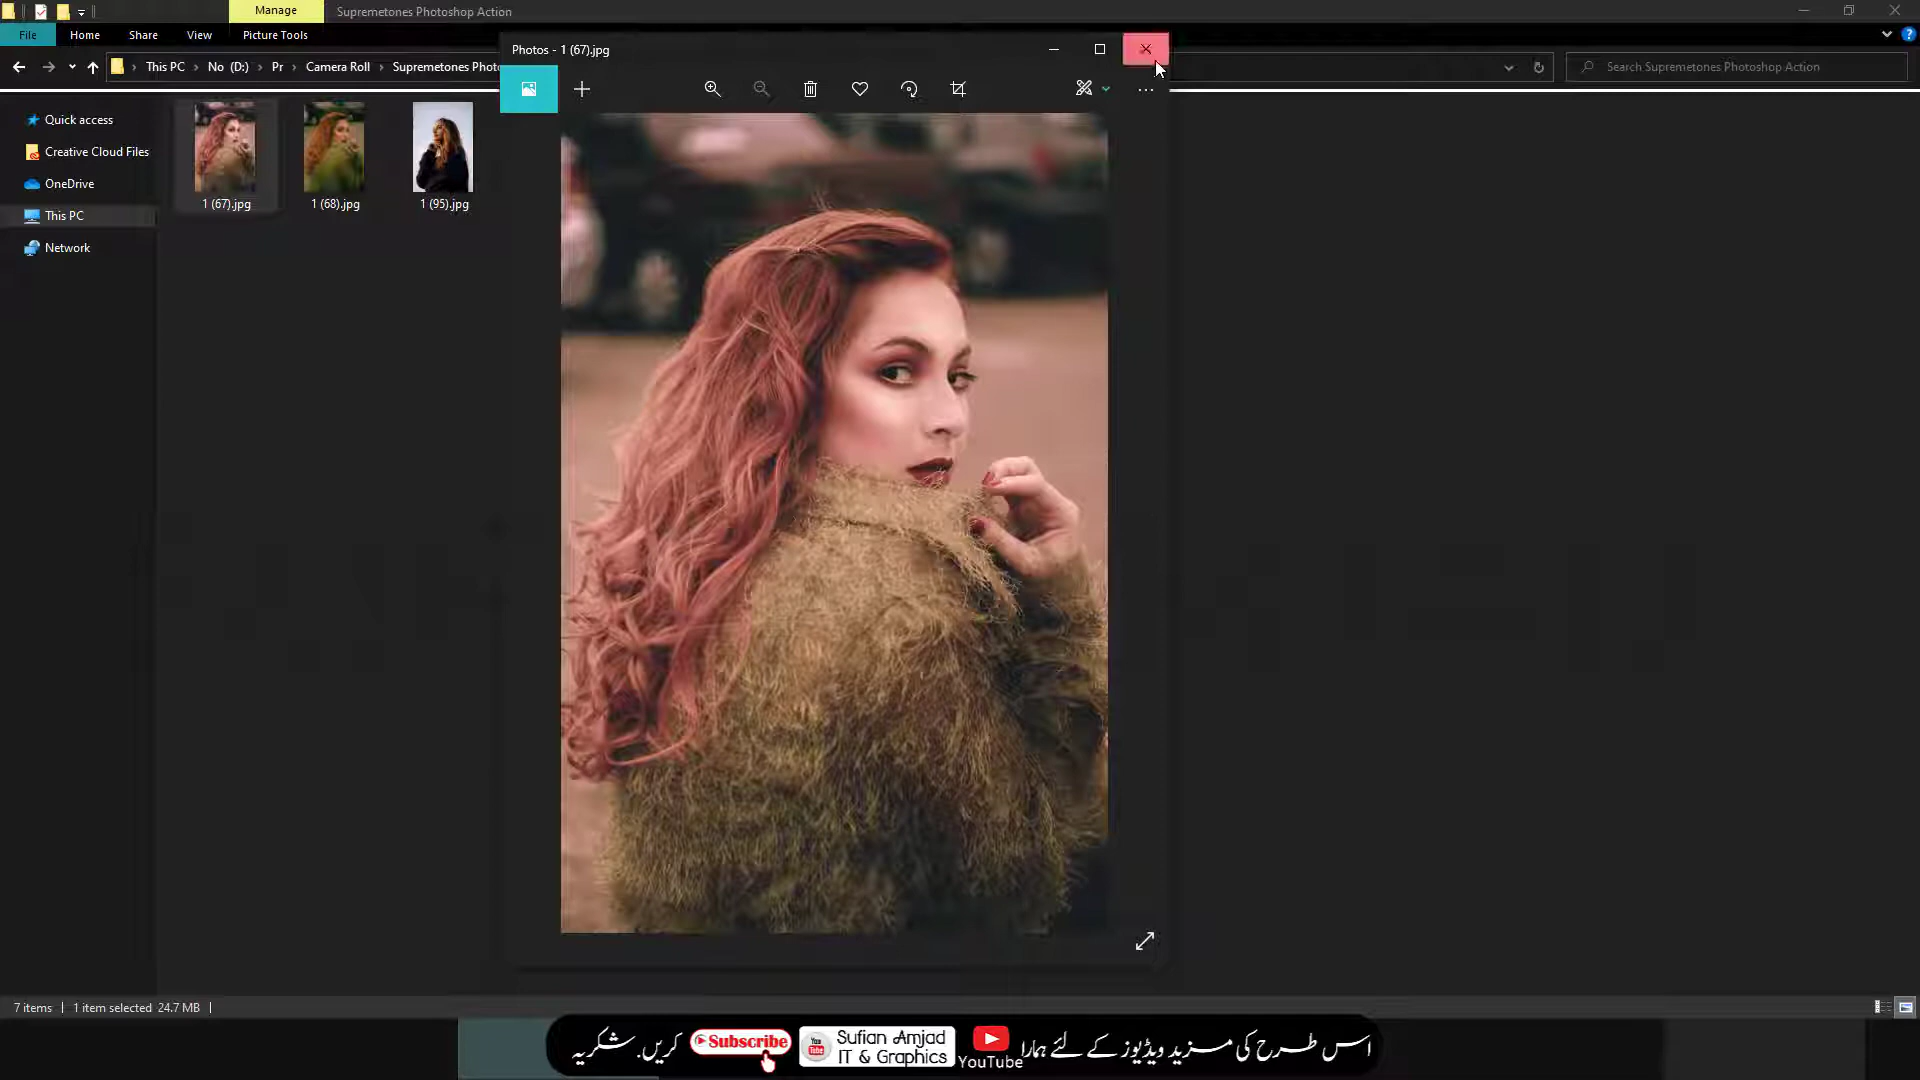 Manage
Supremetones Photoshop Action
File
Home
Share
View
Picture Tools
This PC
No (D:)
Pr
Camera Roll
Supremetones Photo
Search Supremetones Photoshop Action
Photos - 1 (67).jpg
Quick access
Creative Cloud Files
OneDrive
This PC
Network
1 (67).jpg
1 (68).jpg
1 (95).jpg
7 items
1 item selected 24.7 MB
اس طرح کی مزید ویڈیوز کے لئے ہمارا YouTube
Sufian Amjad
IT & Graphics
You Tube
Subscribe
کریں. شکریہ